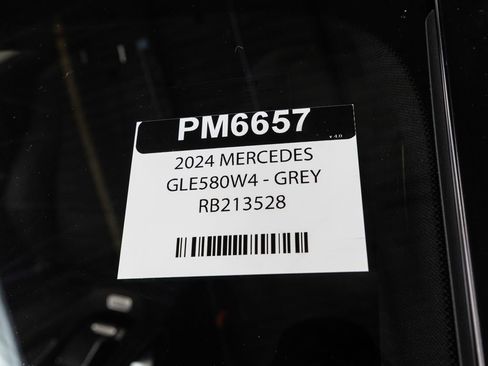 PM6657
v 4.0
2024 MERCEDES
GLE580W4 - GREY
RB213528